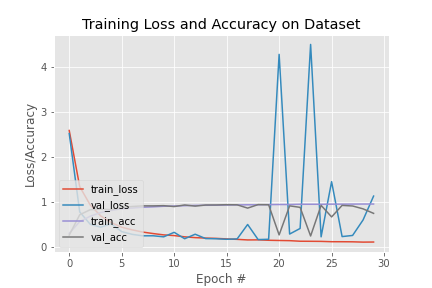 Training Loss and Accuracy on Dataset
Loss/Accuracy
4
3
2
1
0
train_loss
val_loss
train_acc
val_acc
0 5 10 15 20 25 30
Epoch #